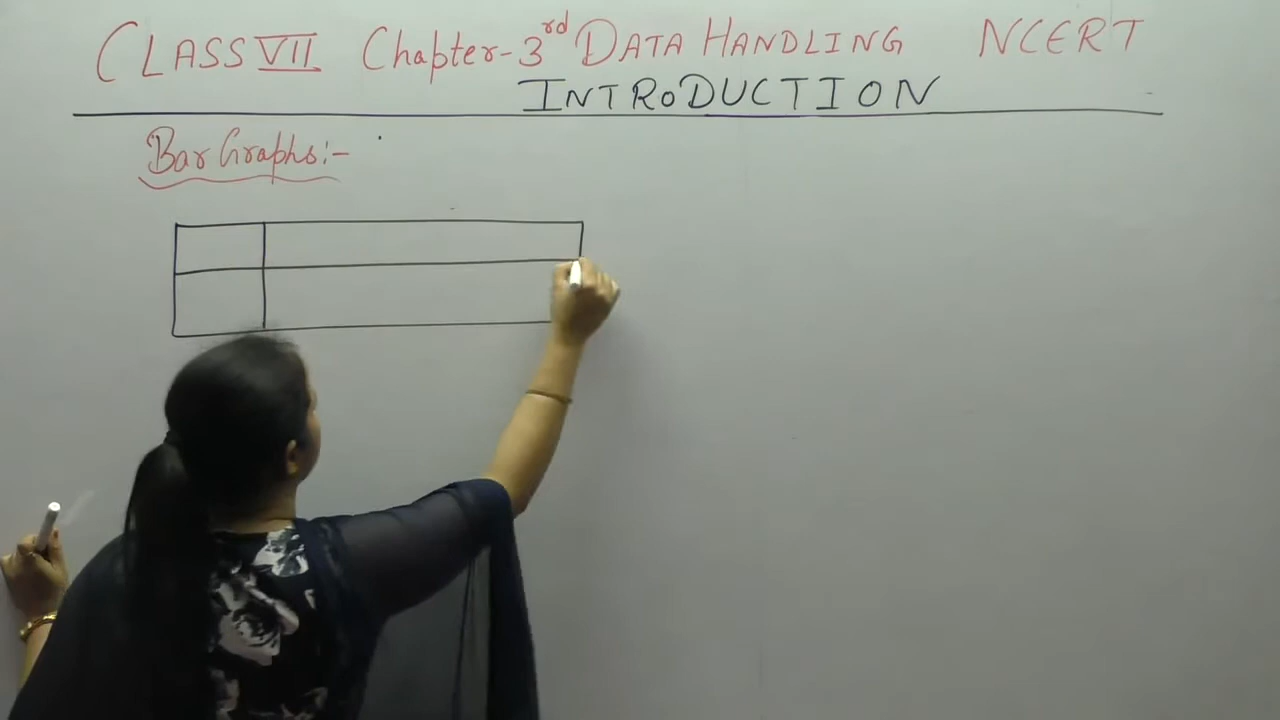 CLASS VII Chapter-3rd DATA HANDLING NCERT
INTRODUCTION
Bar Graphs:-